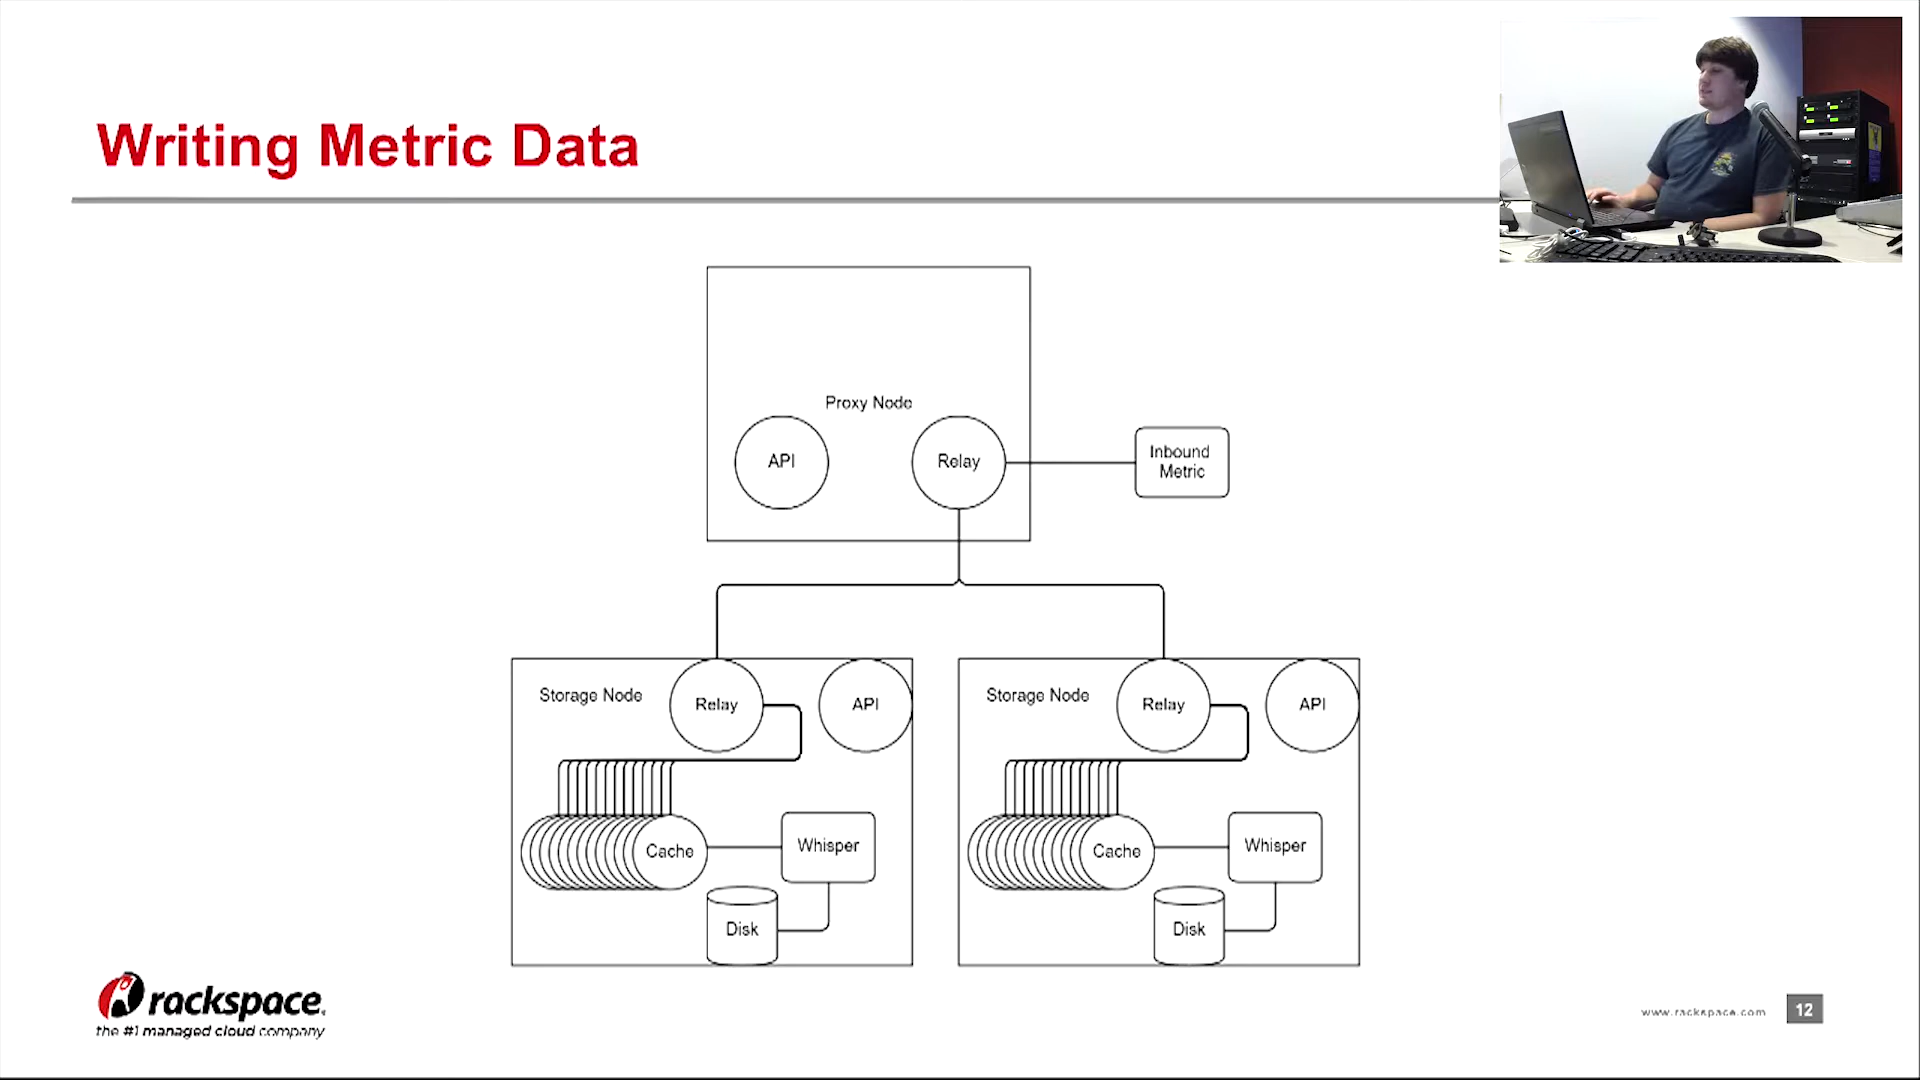 Writing Metric Data
Proxy Node
API
Relay
Inbound
Metric
Storage Node
Relay
API
Cache
Whisper
Disk
Storage Node
Relay
API
Cache
Whisper
Disk
rackspace.
the #1 managed cloud company
www.rackspace.com
12